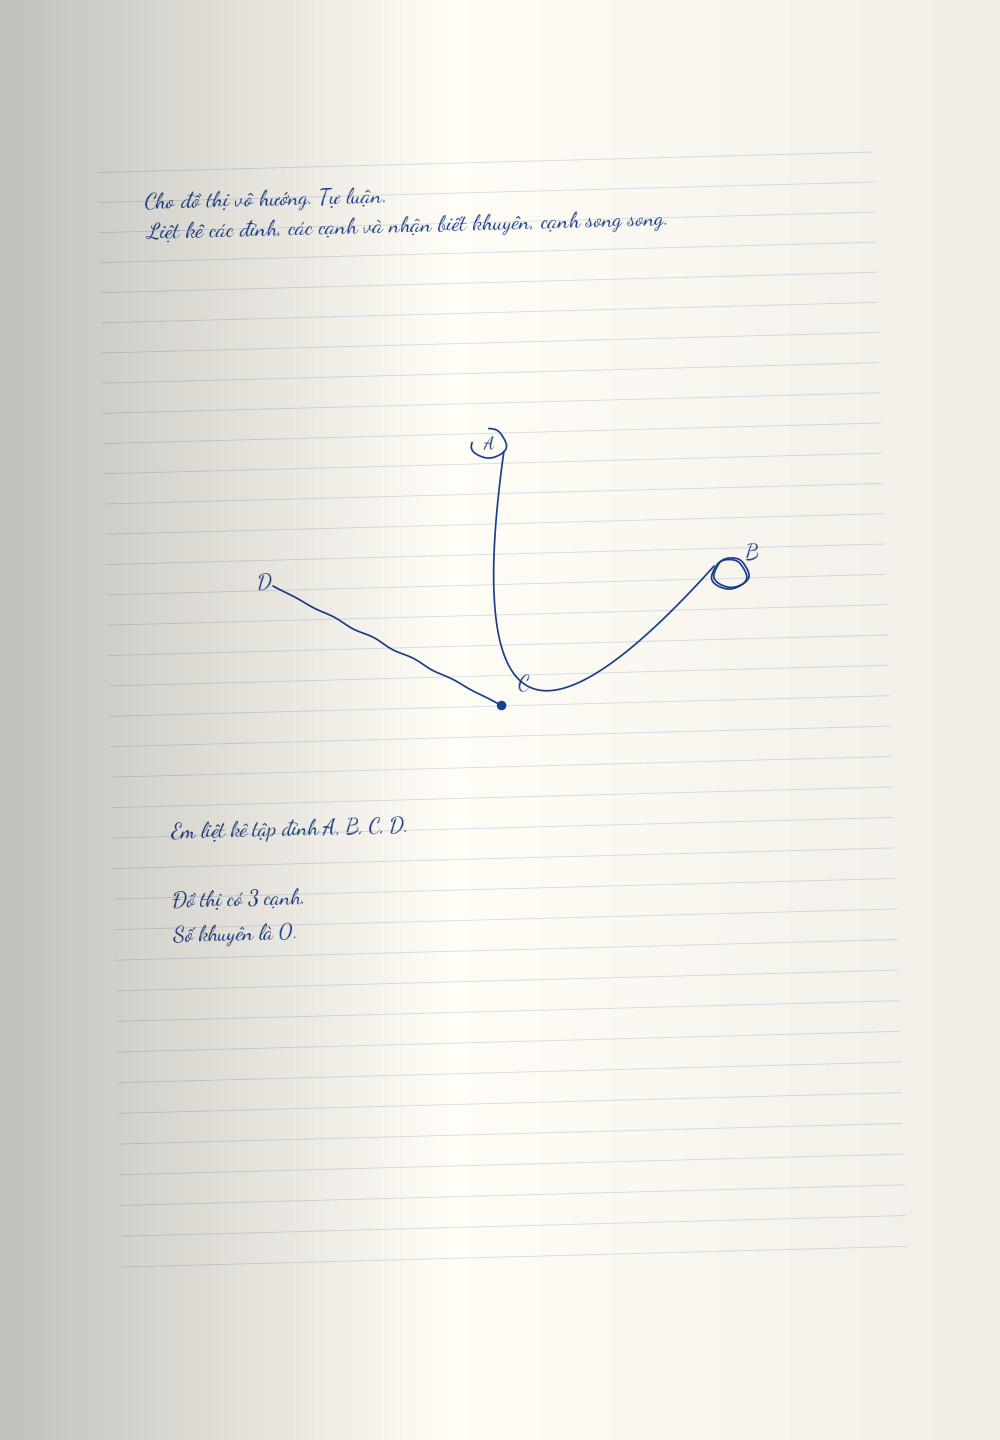 Cho đồ thị vô hướng. Tự luận.
Liệt kê các đỉnh, các cạnh và nhận biết khuyên, cạnh song song.
A
B
D
C
Em liệt kê tập đỉnh A, B, C, D.
Đồ thị có 3 cạnh.
Số khuyên là 0.